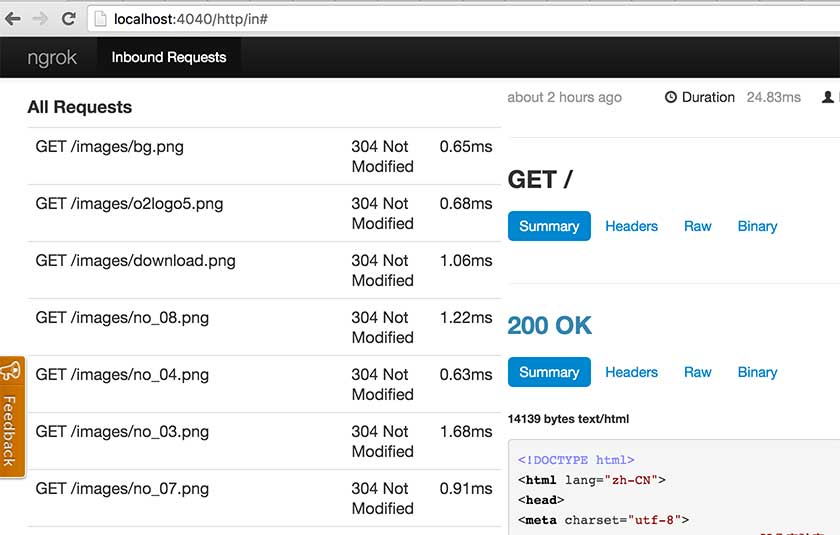 localhost:4040/http/in#
ngrok
Inbound Requests
All Requests
GET /images/bg.png 304 Not Modified 0.65ms
GET /images/o2logo5.png 304 Not Modified 0.68ms
GET /images/download.png 304 Not Modified 1.06ms
GET /images/no_08.png 304 Not Modified 1.22ms
GET /images/no_04.png 304 Not Modified 0.63ms
GET /images/no_03.png 304 Not Modified 1.68ms
GET /images/no_07.png 304 Not Modified 0.91ms
Feedback
about 2 hours ago Duration 24.83ms
GET /
Summary Headers Raw Binary
200 OK
Summary Headers Raw Binary
14139 bytes text/html
<!DOCTYPE html>
<html lang="zh-CN">
<head>
<meta charset="utf-8">